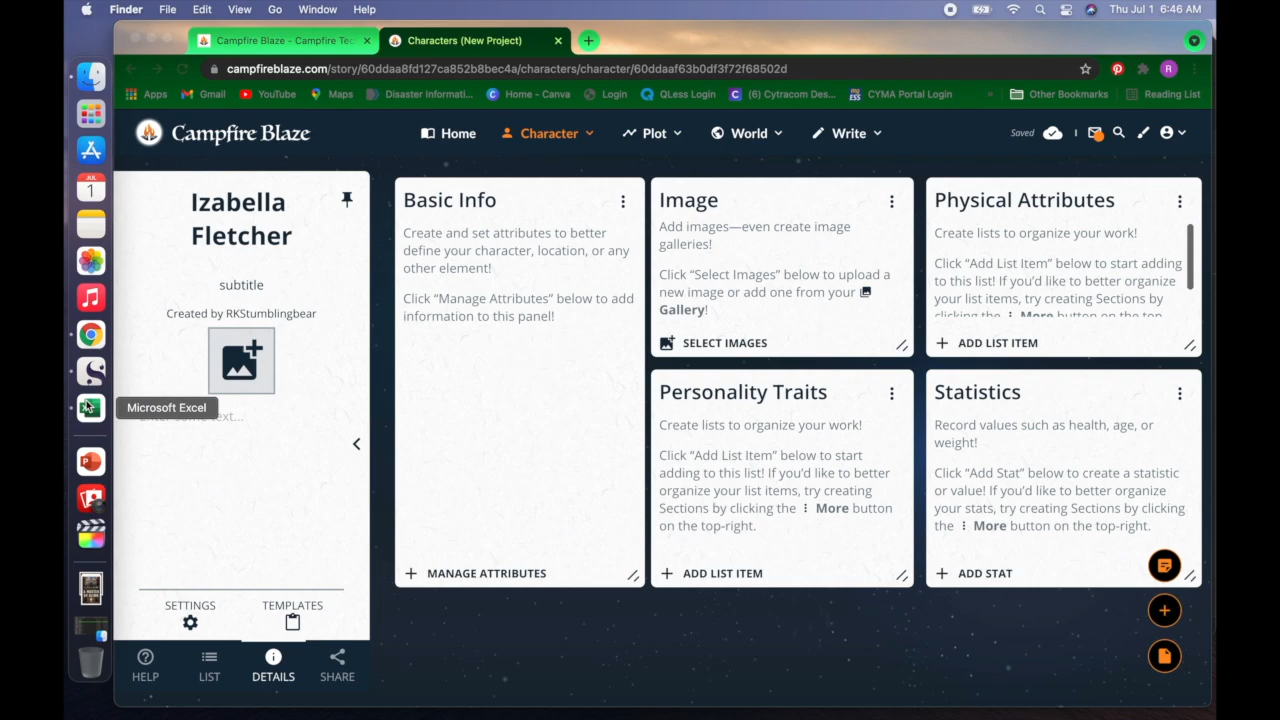 Finder File Edit View Go Window Help Thu Jul 1 6:46 AM
Campfire Blaze - Campfire Tec Characters (New Project)
campfireblaze.com/story/60ddaa8fd127ca852b8bec4a/characters/character/60ddaaf63b0df3f72f68502d
Apps Gmail YouTube Maps Disaster Informati... Home - Canva Login QLess Login (6) Cytracom Des... CYMA Portal Login » Other Bookmarks Reading List
Campfire Blaze Home Character Plot World Write Saved
Izabella
Fletcher
subtitle
Created by RKStumblingbear
Microsoft Excel
SETTINGS TEMPLATES
HELP LIST DETAILS SHARE
Basic Info
Create and set attributes to better
define your character, location, or any
other element!
Click “Manage Attributes” below to add
information to this panel!
+ MANAGE ATTRIBUTES
Image
Add images—even create image
galleries!
Click “Select Images” below to upload a
new image or add one from your
Gallery!
SELECT IMAGES
Physical Attributes
Create lists to organize your work!
Click “Add List Item” below to start adding
to this list! If you’d like to better organize
your list items, try creating Sections by
clicking the ⋮ More button on the top
+ ADD LIST ITEM
Personality Traits
Create lists to organize your work!
Click “Add List Item” below to start
adding to this list! If you’d like to better
organize your list items, try creating
Sections by clicking the ⋮ More button
on the top-right.
+ ADD LIST ITEM
Statistics
Record values such as health, age, or
weight!
Click “Add Stat” below to create a statistic
or value! If you’d like to better organize
your stats, try creating Sections by clicking
the ⋮ More button on the top-right.
+ ADD STAT